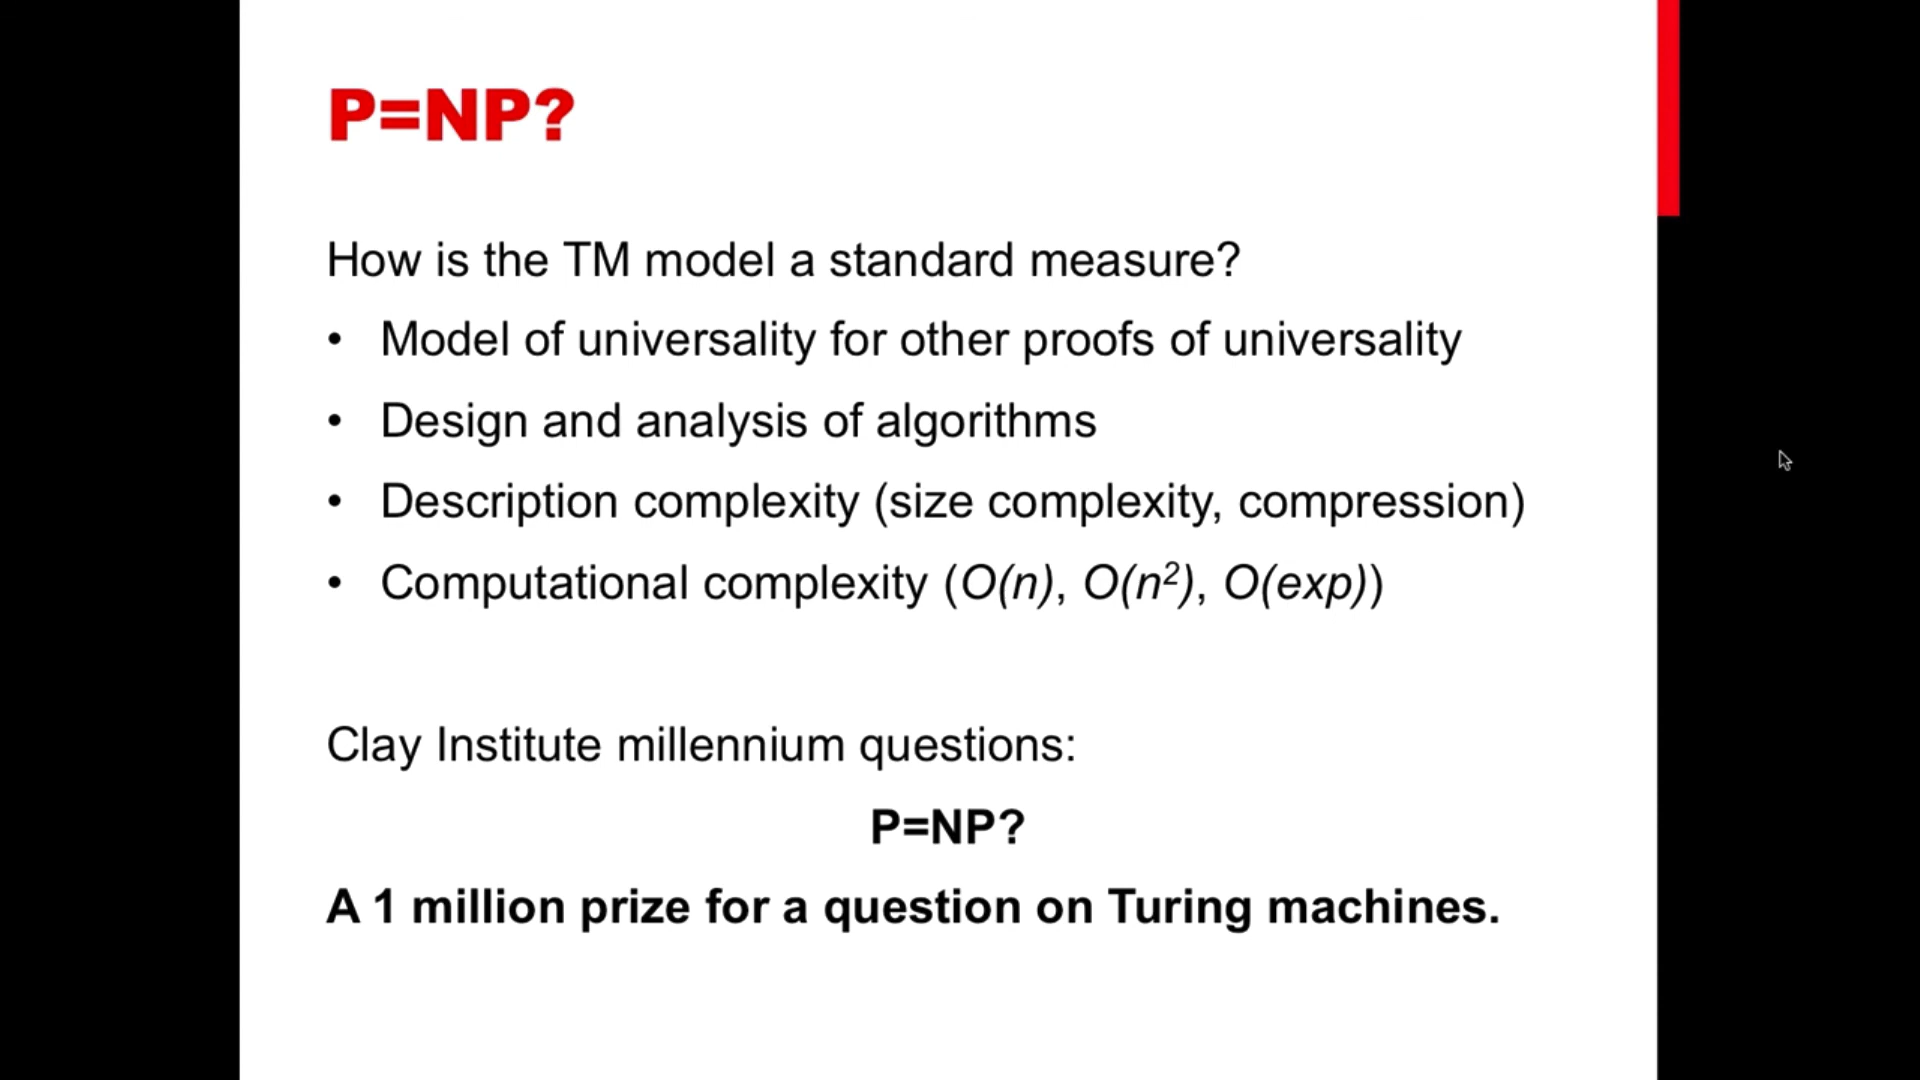 P=NP?
How is the TM model a standard measure?
• Model of universality for other proofs of universality
• Design and analysis of algorithms
• Description complexity (size complexity, compression)
• Computational complexity (O(n), O(n²), O(exp))
Clay Institute millennium questions:
P=NP?
A 1 million prize for a question on Turing machines.